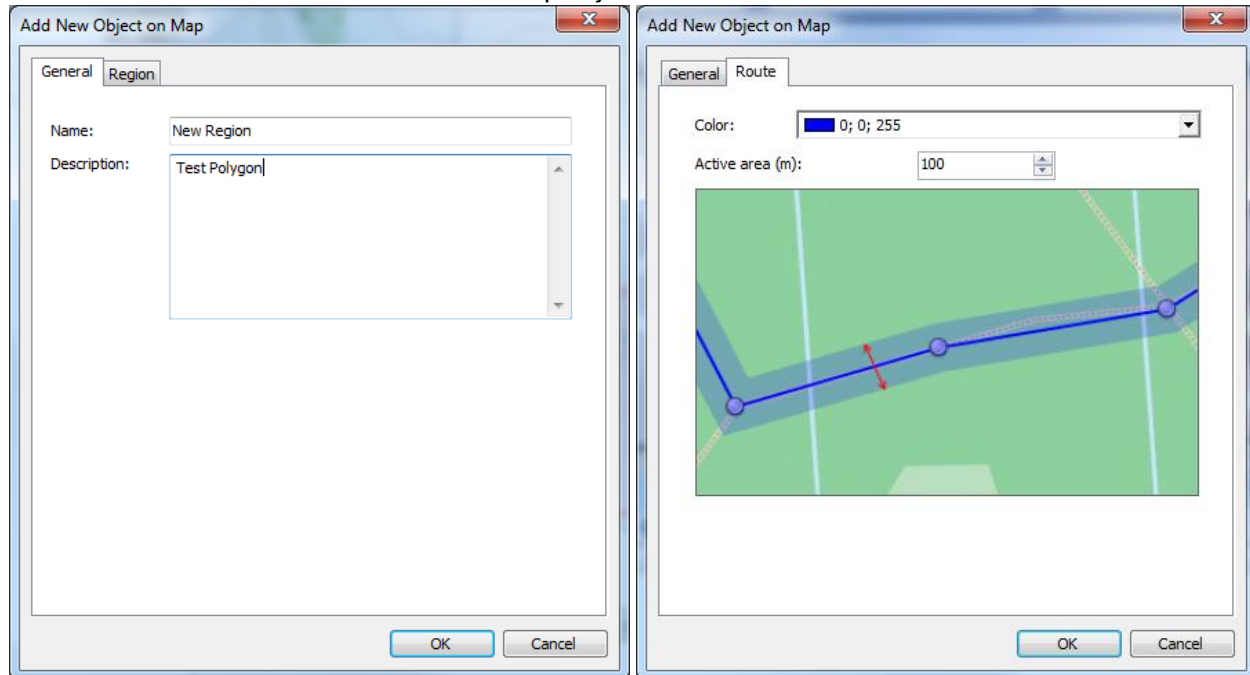 Add New Object on Map
General Region
Name: New Region
Description: Test Polygon
OK Cancel
Add New Object on Map
General Route
Color: 0; 0; 255
Active area (m): 100
OK Cancel